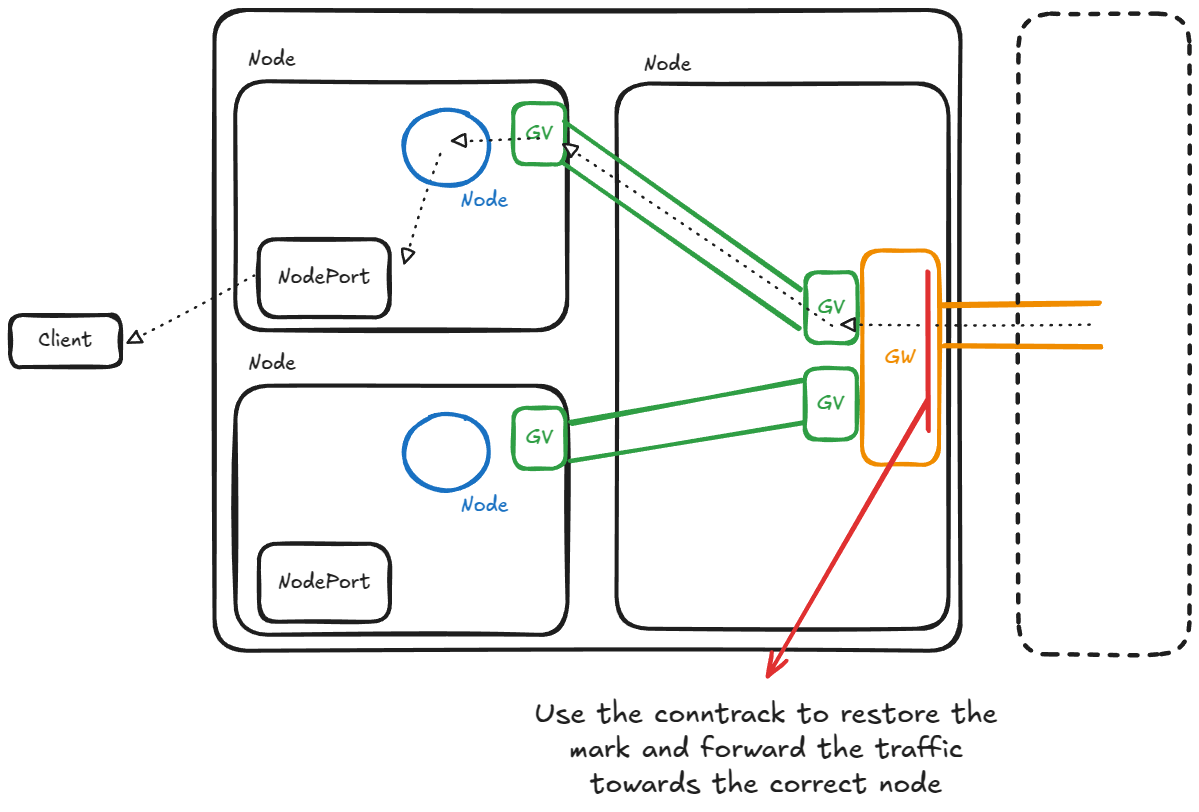 Node
Node
GV
Node
NodePort
Client
GV
GW
Node
GV
GV
Node
NodePort
Use the conntrack to restore the
mark and forward the traffic
towards the correct node